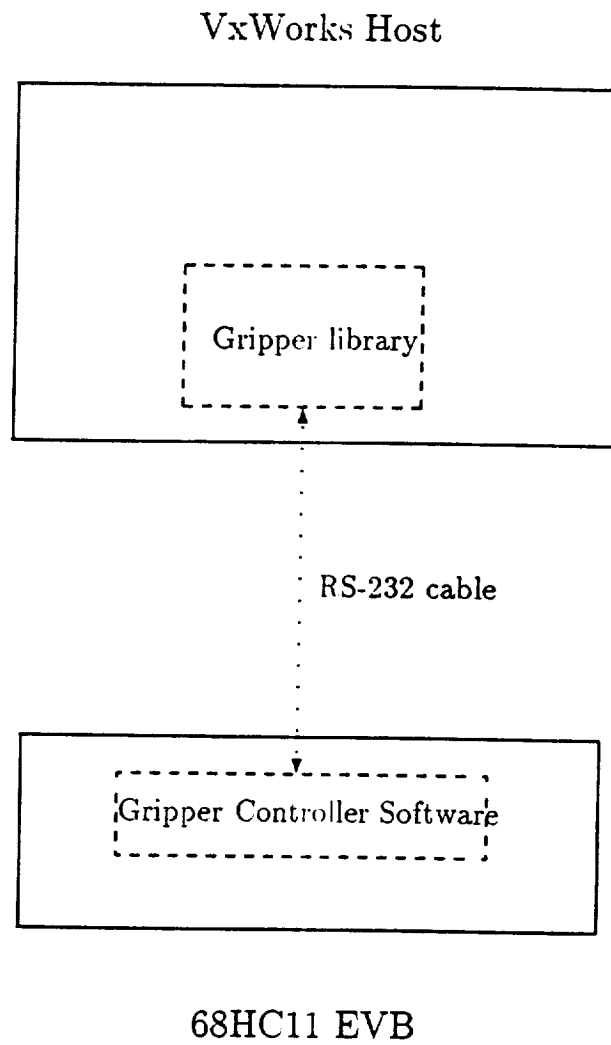 VxWorks Host
Gripper library
RS-232 cable
Gripper Controller Software
68HC11 EVB